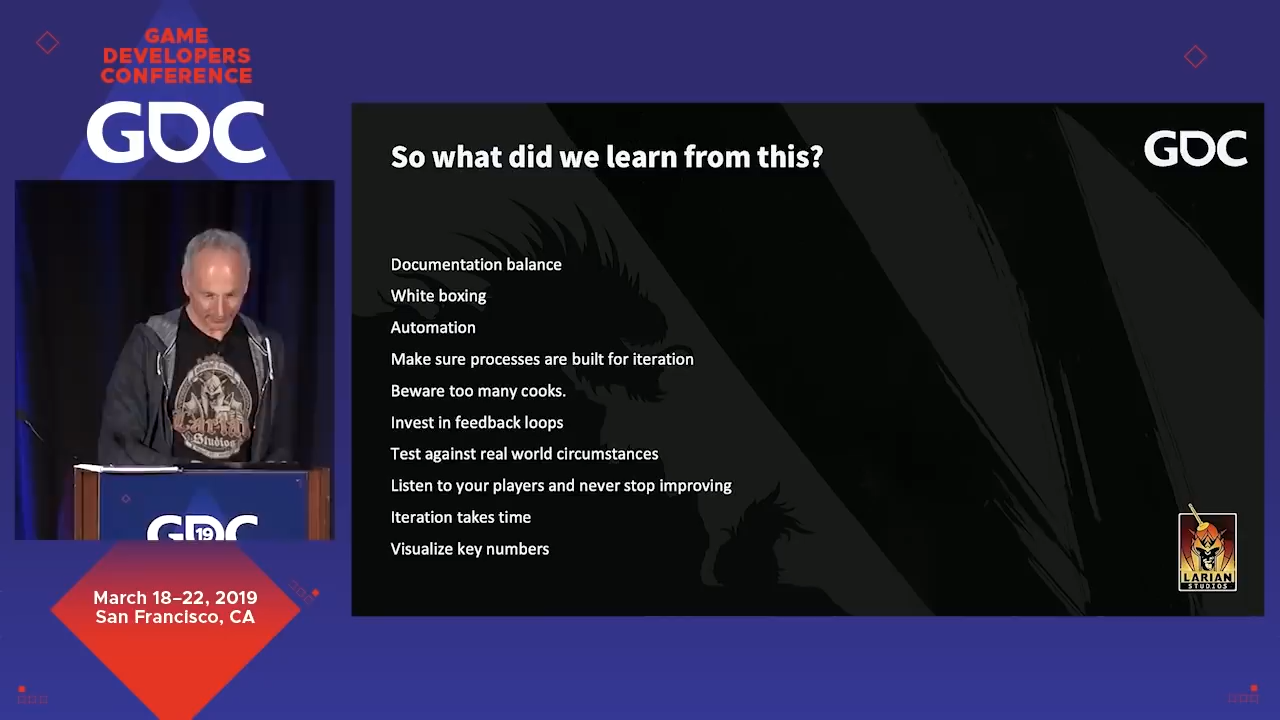 GAME
DEVELOPERS
CONFERENCE
GDC
So what did we learn from this?
GDC
Documentation balance
White boxing
Automation
Make sure processes are built for iteration
Beware too many cooks.
Invest in feedback loops
Test against real world circumstances
Listen to your players and never stop improving
Iteration takes time
Visualize key numbers
LARIAN
STUDIOS
Larian
Studios
GDC
19
March 18–22, 2019
San Francisco, CA